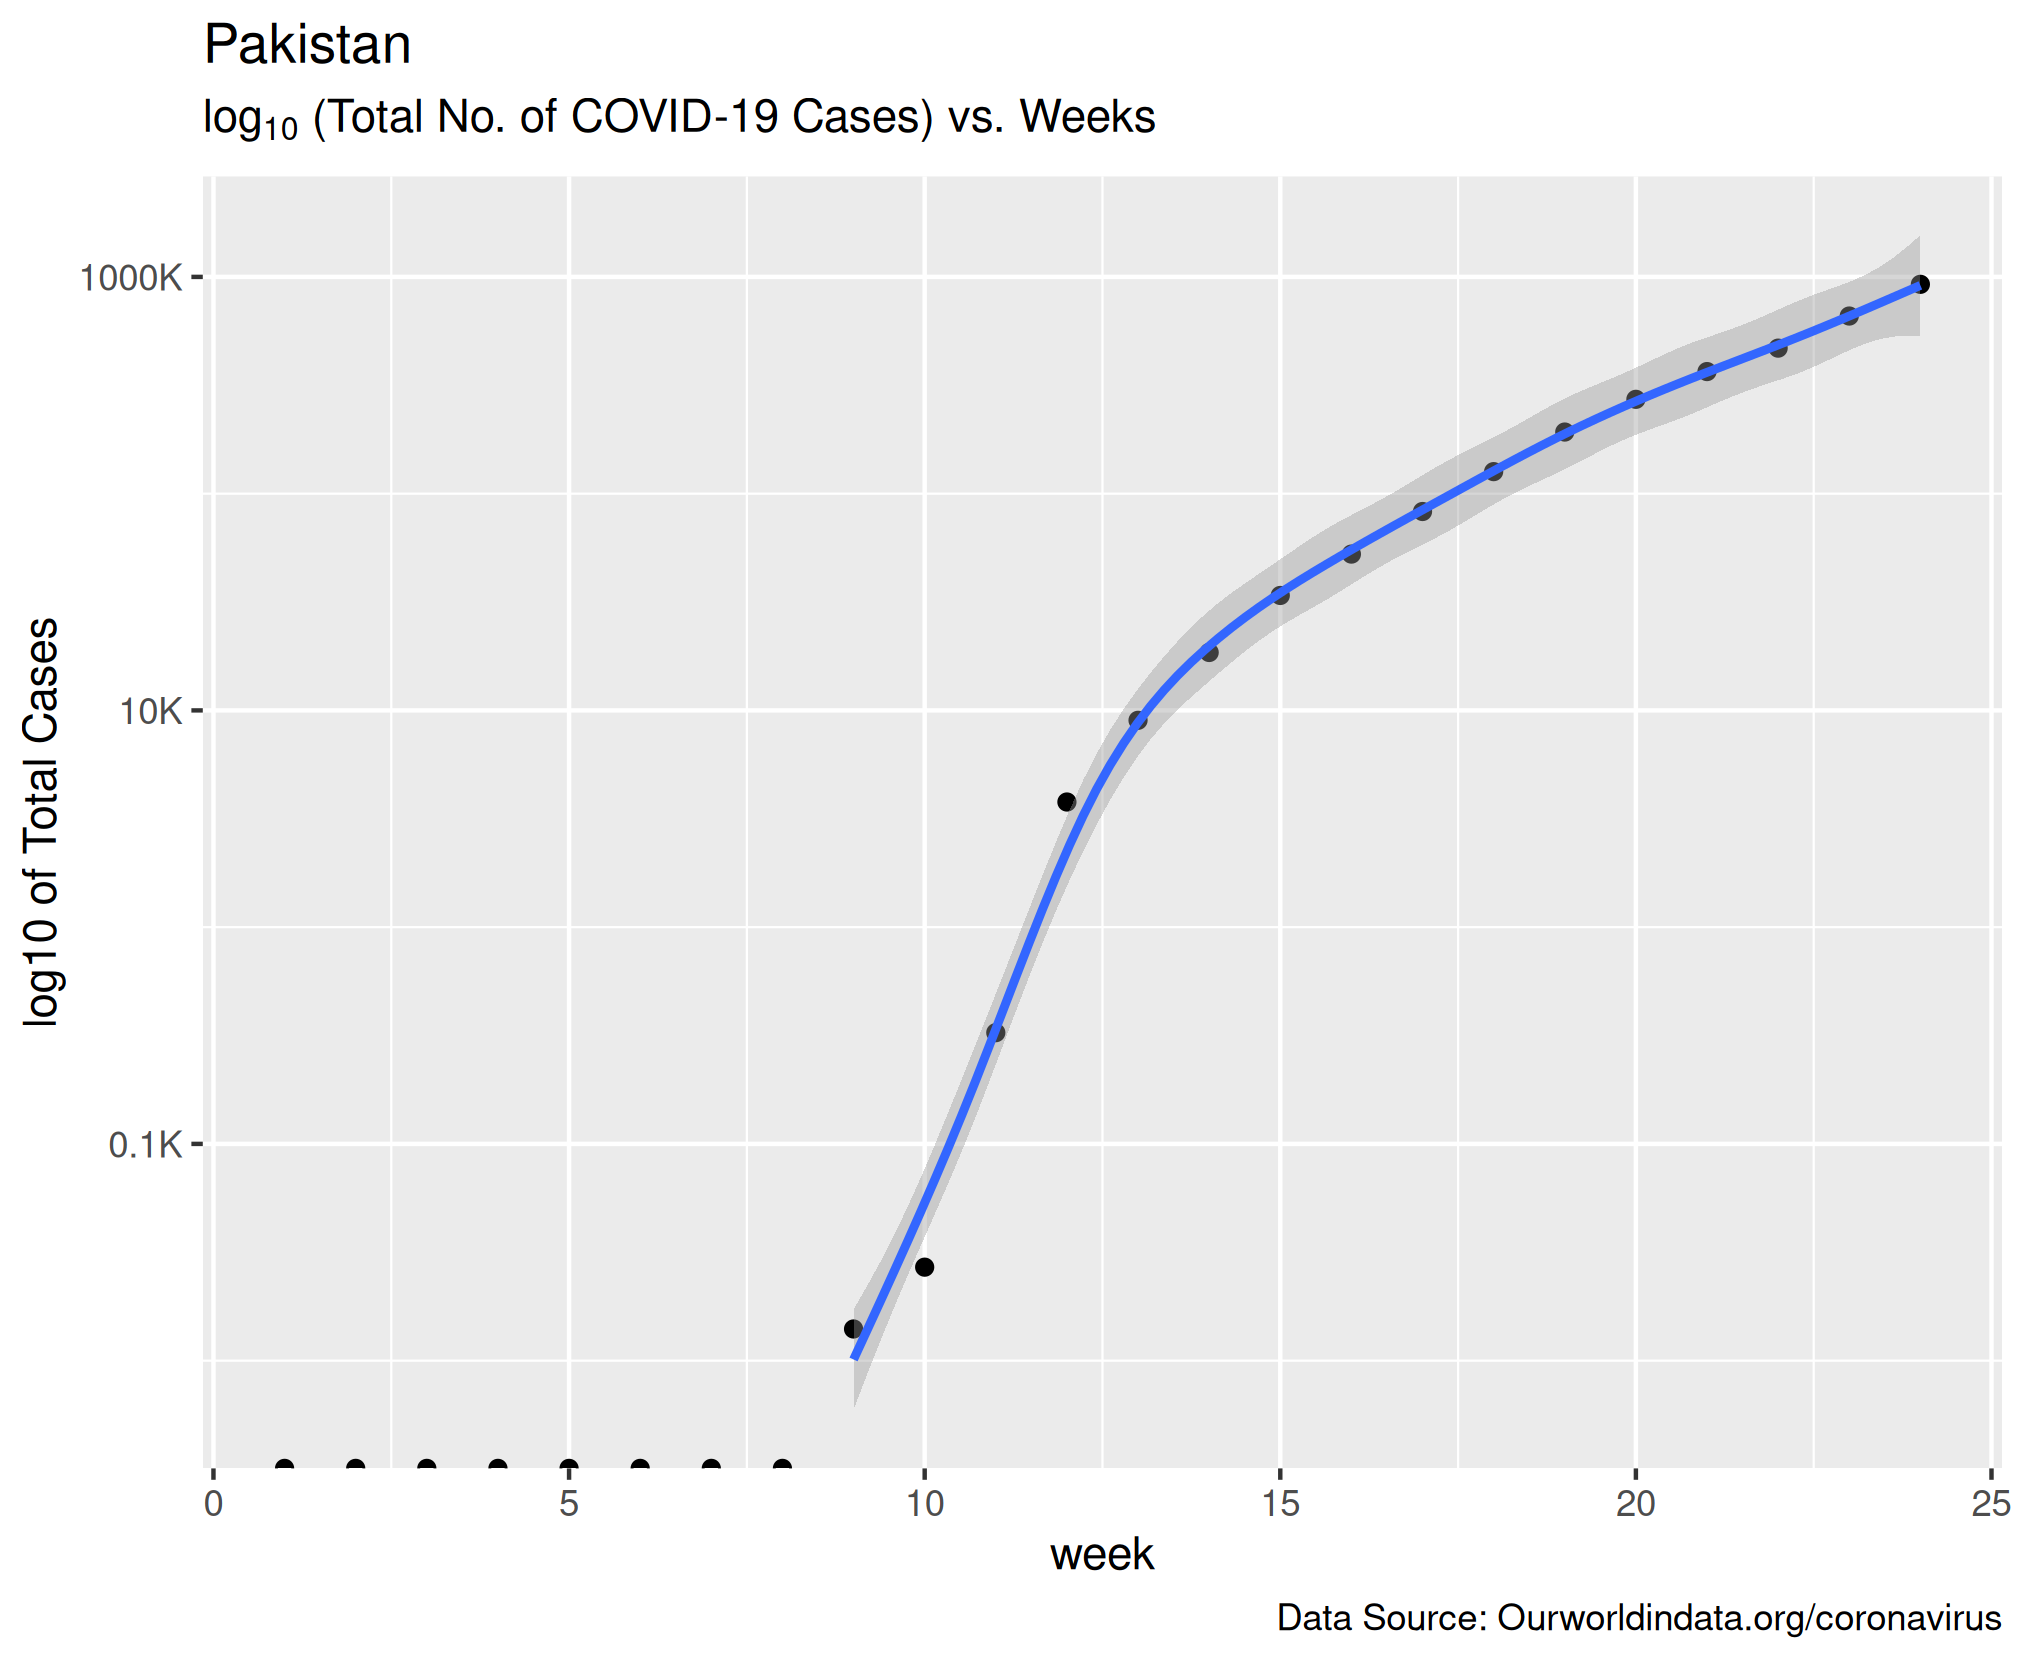 Pakistan
log₁₀ (Total No. of COVID-19 Cases) vs. Weeks
log10 of Total Cases
1000K
10K
0.1K
0 5 10 15 20 25
week
Data Source: Ourworldindata.org/coronavirus